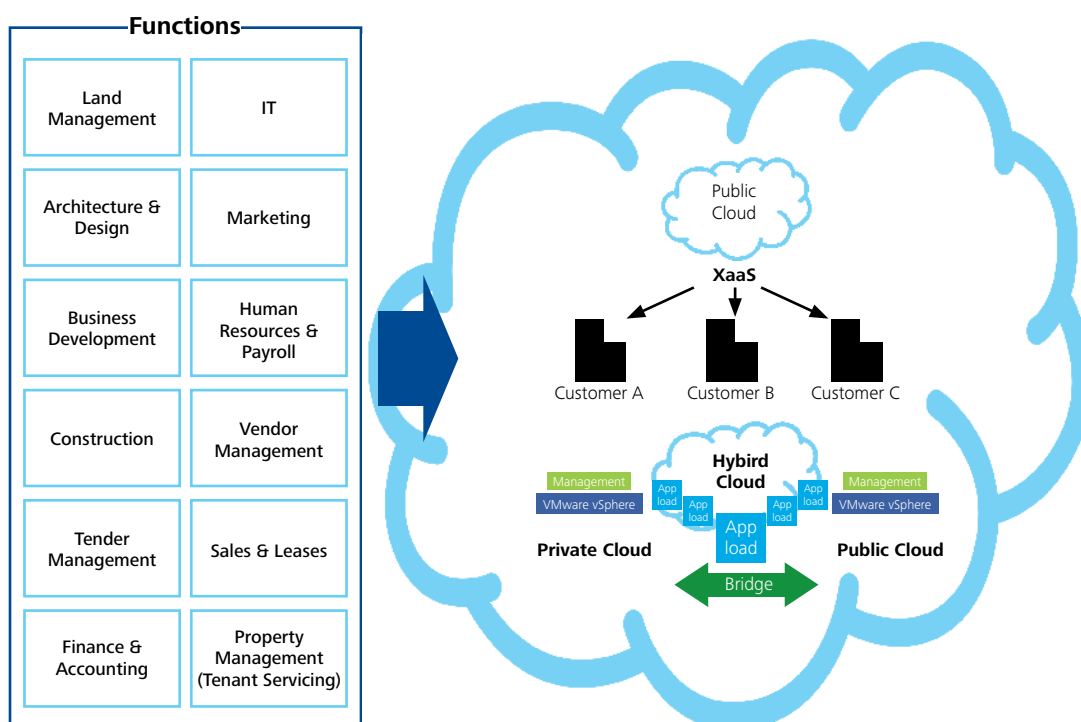 Functions
Land
Management
IT
Architecture &
Design
Marketing
Business
Development
Human
Resources &
Payroll
Construction
Vendor
Management
Tender
Management
Sales & Leases
Finance &
Accounting
Property
Management
(Tenant Servicing)
Public
Cloud
XaaS
Customer A
Customer B
Customer C
Hybird
Cloud
Management
VMware vSphere
App
load
App
load
App
load
App
load
App
load
Management
VMware vSphere
Private Cloud
Public Cloud
Bridge